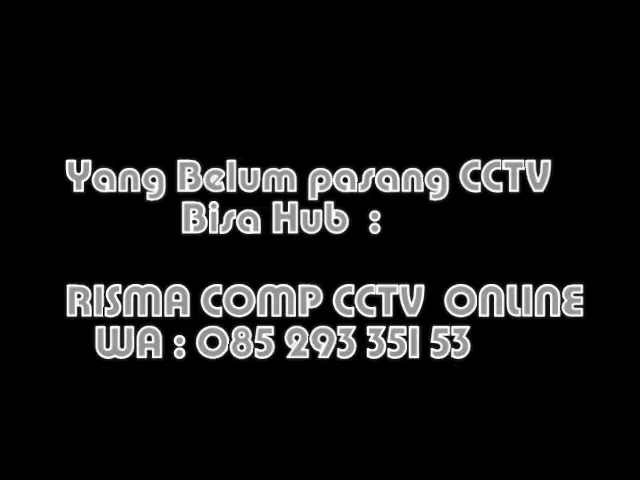 Yang Belum pasang CCTV
Bisa Hub :
RISMA COMP CCTV ONLINE
WA : 085 293 351 53